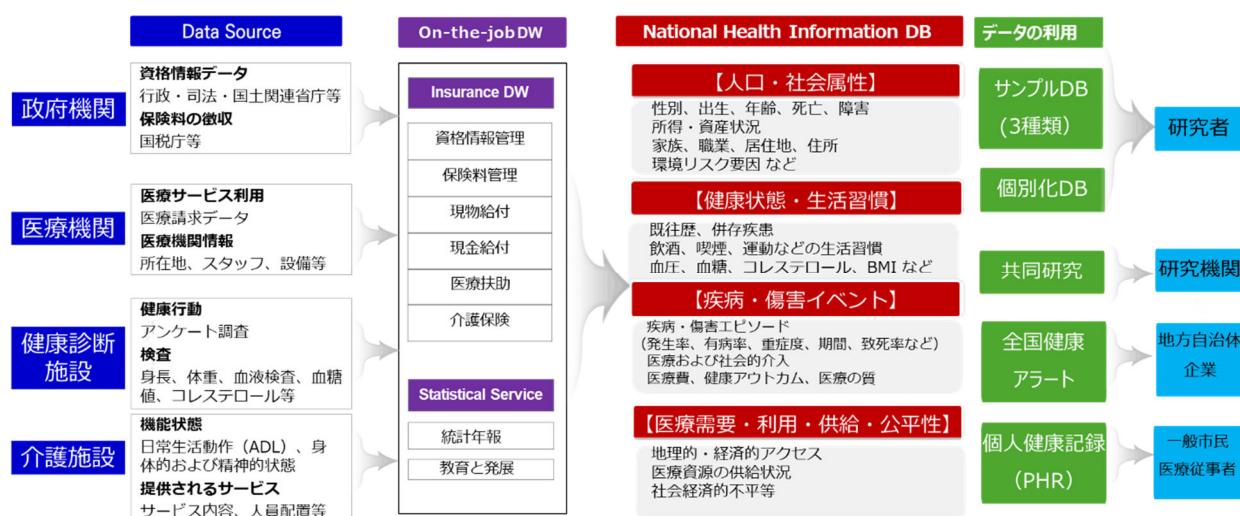 Data Source
On-the-jobDW
National Health Information DB
データの利用
政府機関
資格情報データ
行政・司法・国土関連省庁等
保険料の徴収
国税庁等
医療機関
医療サービス利用
医療請求データ
医療機関情報
所在地、スタッフ、設備等
健康診断
施設
健康行動
アンケート調査
検査
身長、体重、血液検査、血糖
値、コレステロール等
介護施設
機能状態
日常生活動作（ADL）、身
体的および精神的状態
提供されるサービス
サービス内容、人員配置等
Insurance DW
資格情報管理
保険料管理
現物給付
現金給付
医療扶助
介護保険
Statistical Service
統計年報
教育と発展
【人口・社会属性】
性別、出生、年齢、死亡、障害
所得・資産状況
家族、職業、居住地、住所
環境リスク要因 など
【健康状態・生活習慣】
既往歴、併存疾患
飲酒、喫煙、運動などの生活習慣
血圧、血糖、コレステロール、BMI など
【疾病・傷害イベント】
疾病・傷害エピソード
(発生率、有病率、重症度、期間、致死率など)
医療および社会的介入
医療費、健康アウトカム、医療の質
【医療需要・利用・供給・公平性】
地理的・経済的アクセス
医療資源の供給状況
社会経済的不平等
サンプルDB
(3種類)
個別化DB
共同研究
全国健康
アラート
個人健康記録
（PHR）
研究者
研究機関
地方自治体
企業
一般市民
医療従事者